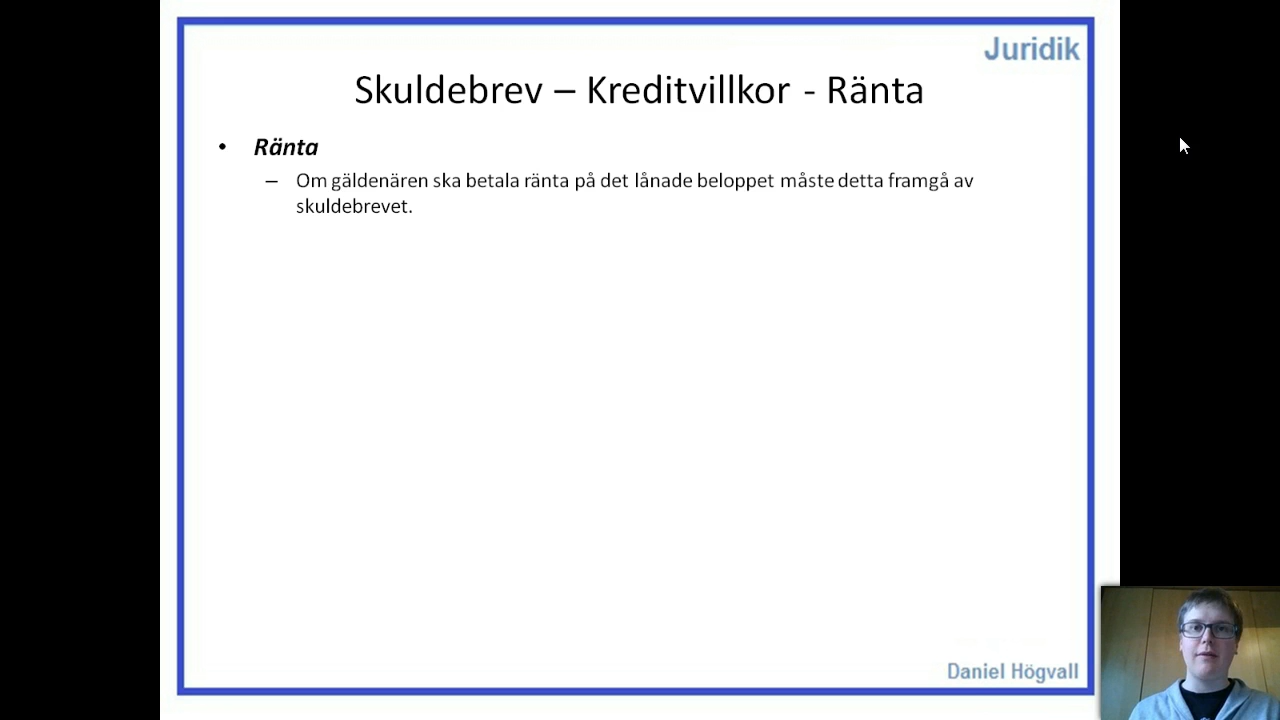 Juridik
Skuldebrev – Kreditvillkor - Ränta
• Ränta
– Om gäldenären ska betala ränta på det lånade beloppet måste detta framgå av
skuldebrevet.
Daniel Högvall